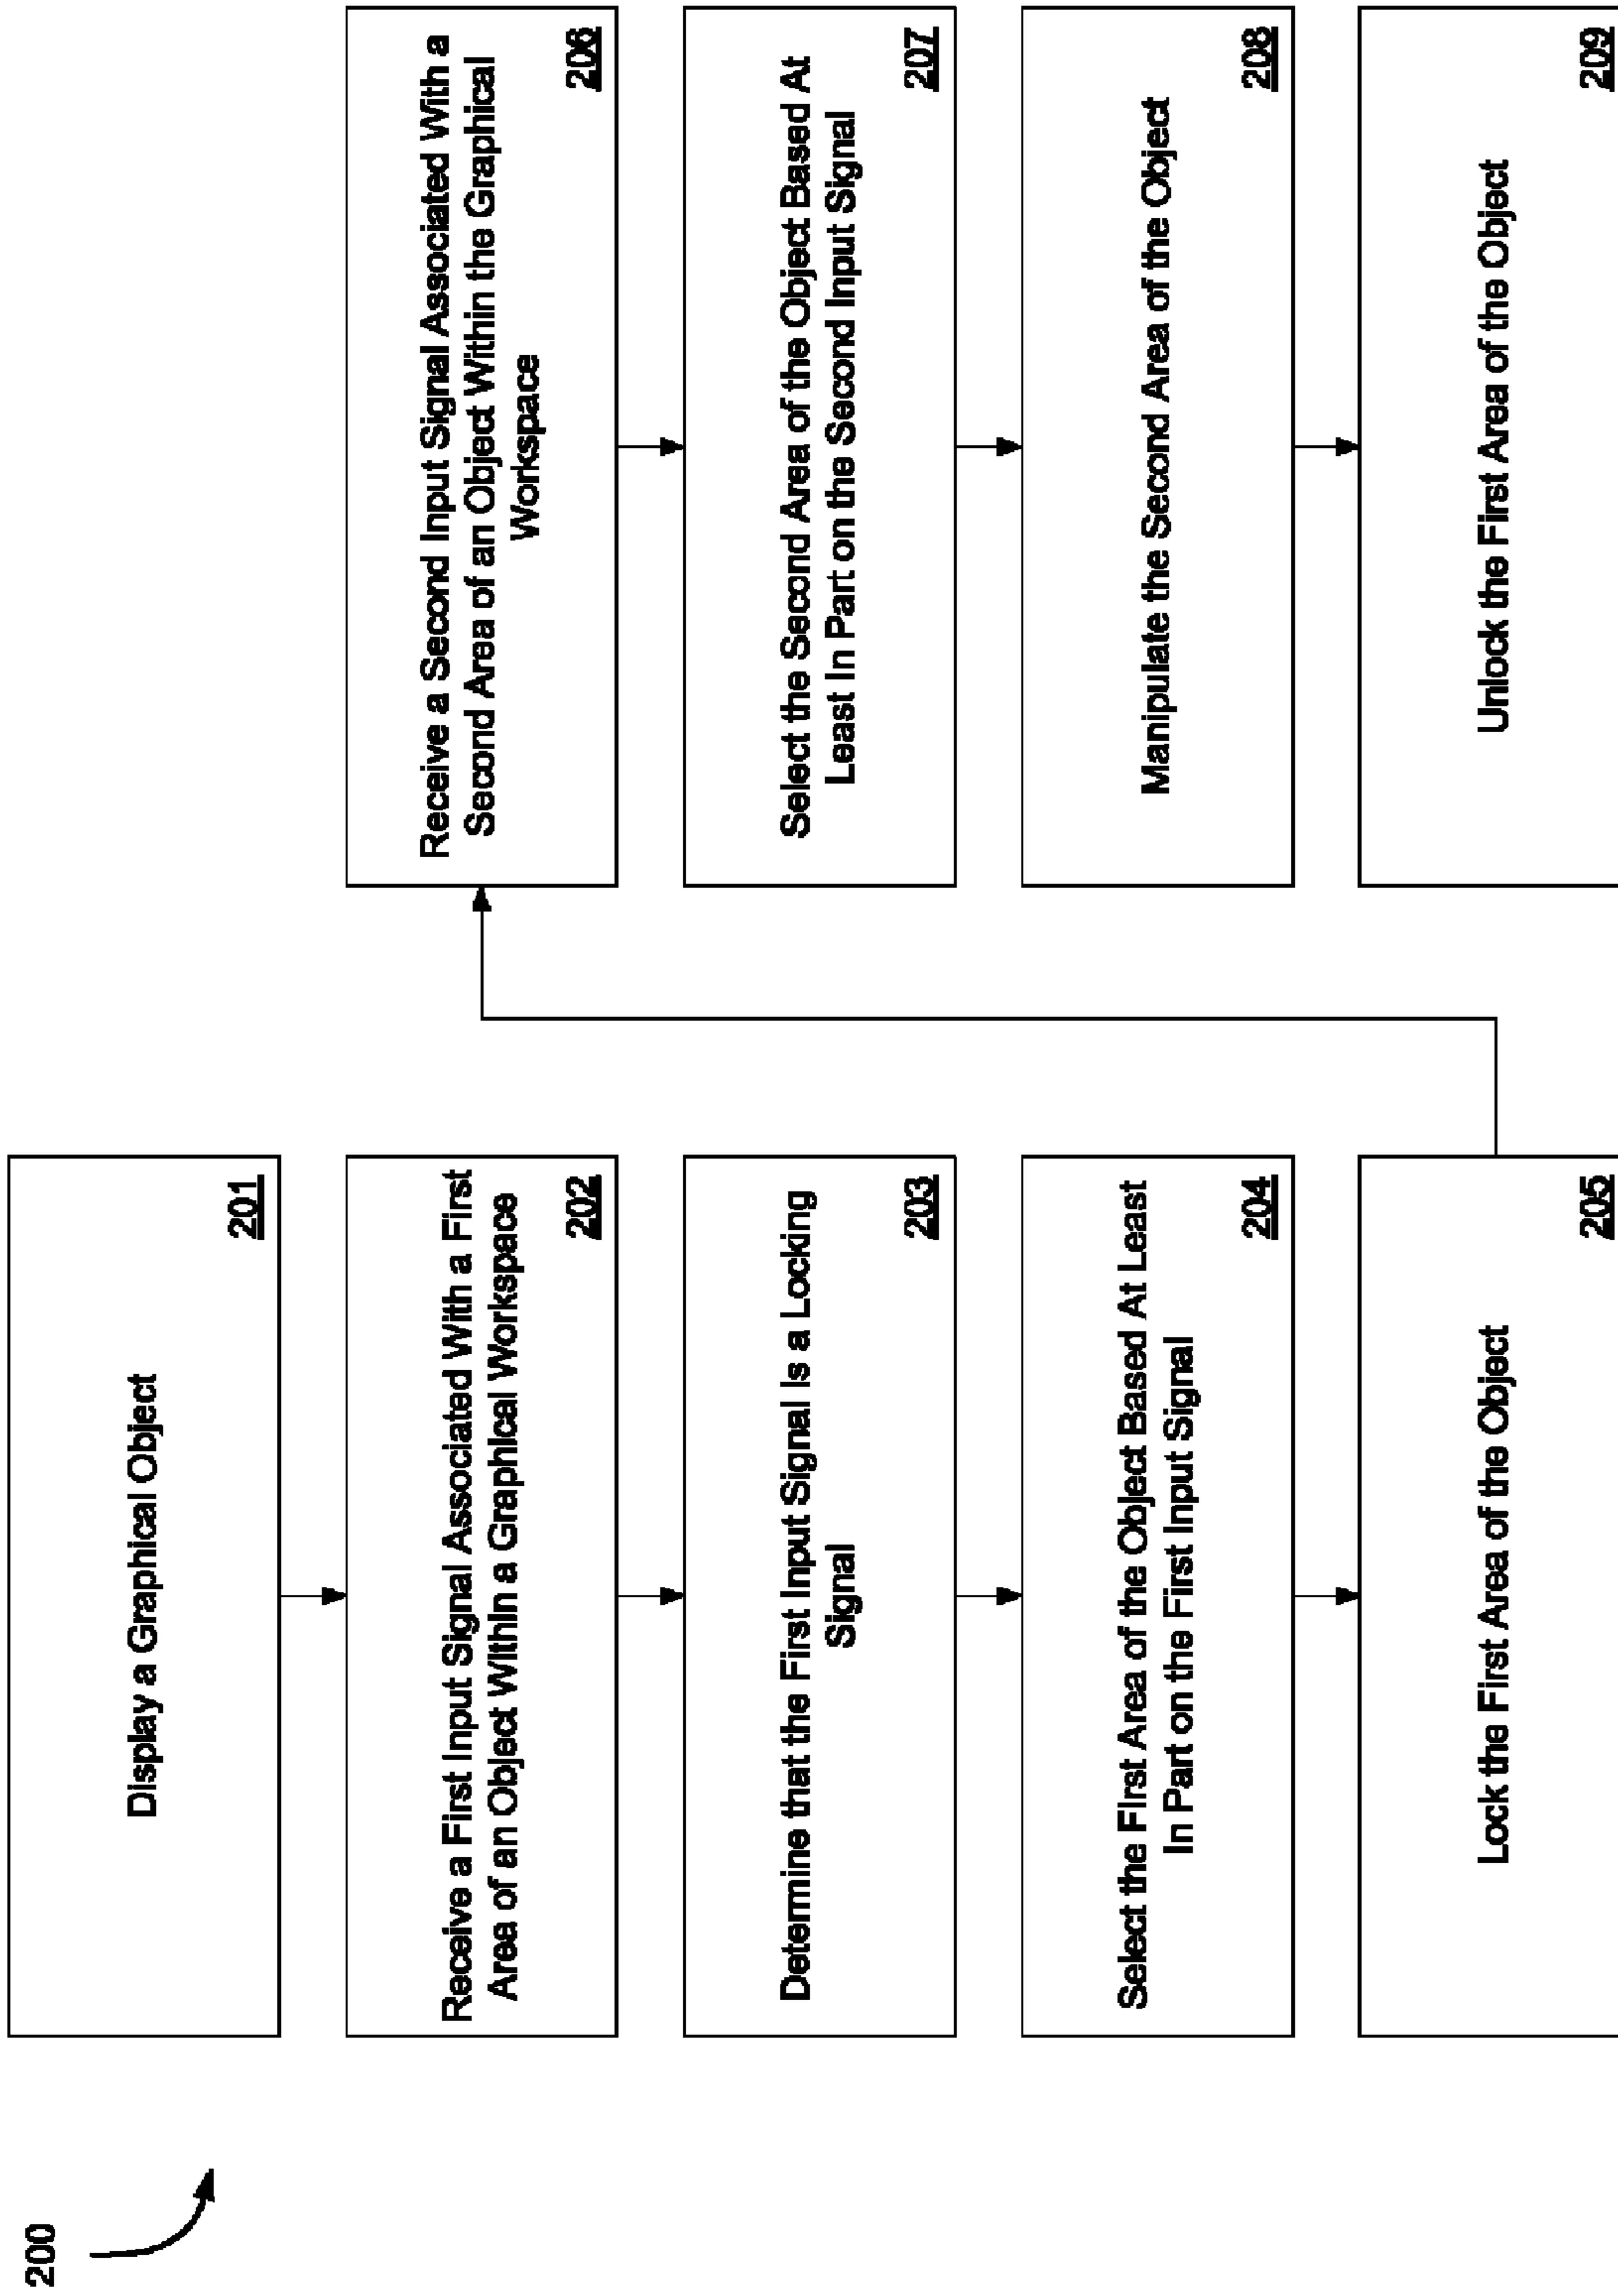 200
Display a Graphical Object
201
Receive a First Input Signal Associated With a First
Area of an Object Within a Graphical Workspace
202
Determine that the First Input Signal is a Locking
Signal
203
Select the First Area of the Object Based At Least
In Part on the First Input Signal
204
Lock the First Area of the Object
205
Receive a Second Input Signal Associated With a
Second Area of an Object Within the Graphical
Workspace
206
Select the Second Area of the Object Based At
Least In Part on the Second Input Signal
207
Manipulate the Second Area of the Object
208
Unlock the First Area of the Object
209